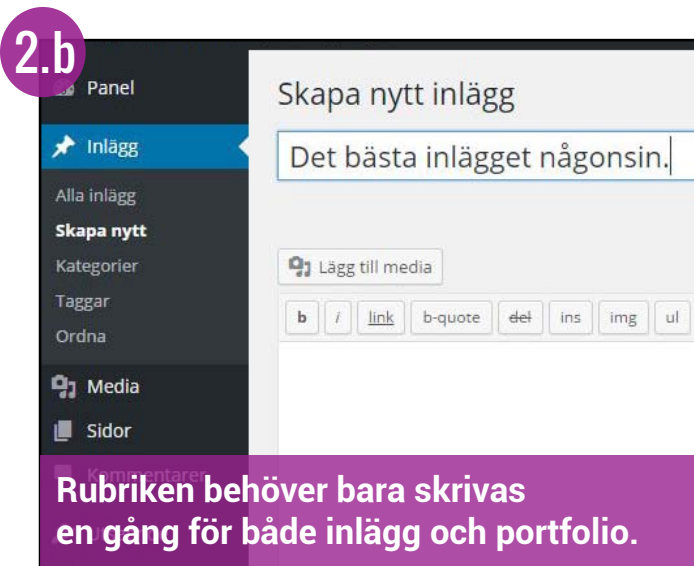 2.b
Panel
Inlägg
Alla inlägg
Skapa nytt
Kategorier
Taggar
Ordna
Media
Sidor
Kommentarer
Skapa nytt inlägg
Det bästa inlägget någonsin.
Lägg till media
b i link b-quote del ins img ul
Rubriken behöver bara skrivas
en gång för både inlägg och portfolio.